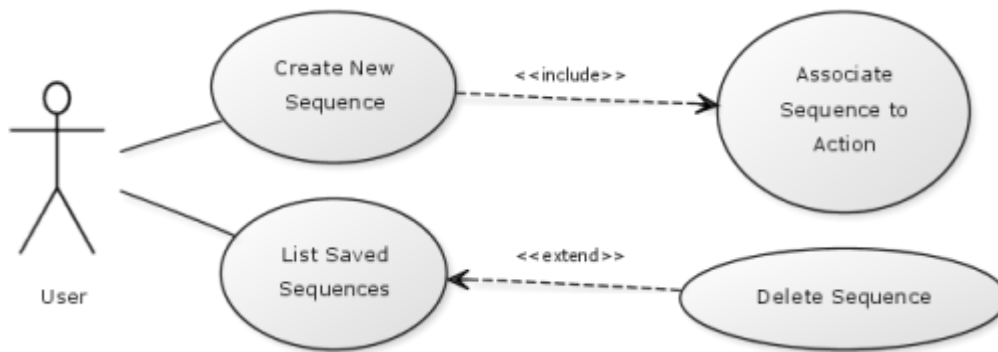 Create New
Sequence
<<include>>
Associate
Sequence to
Action
User
List Saved
Sequences
<<extend>>
Delete Sequence